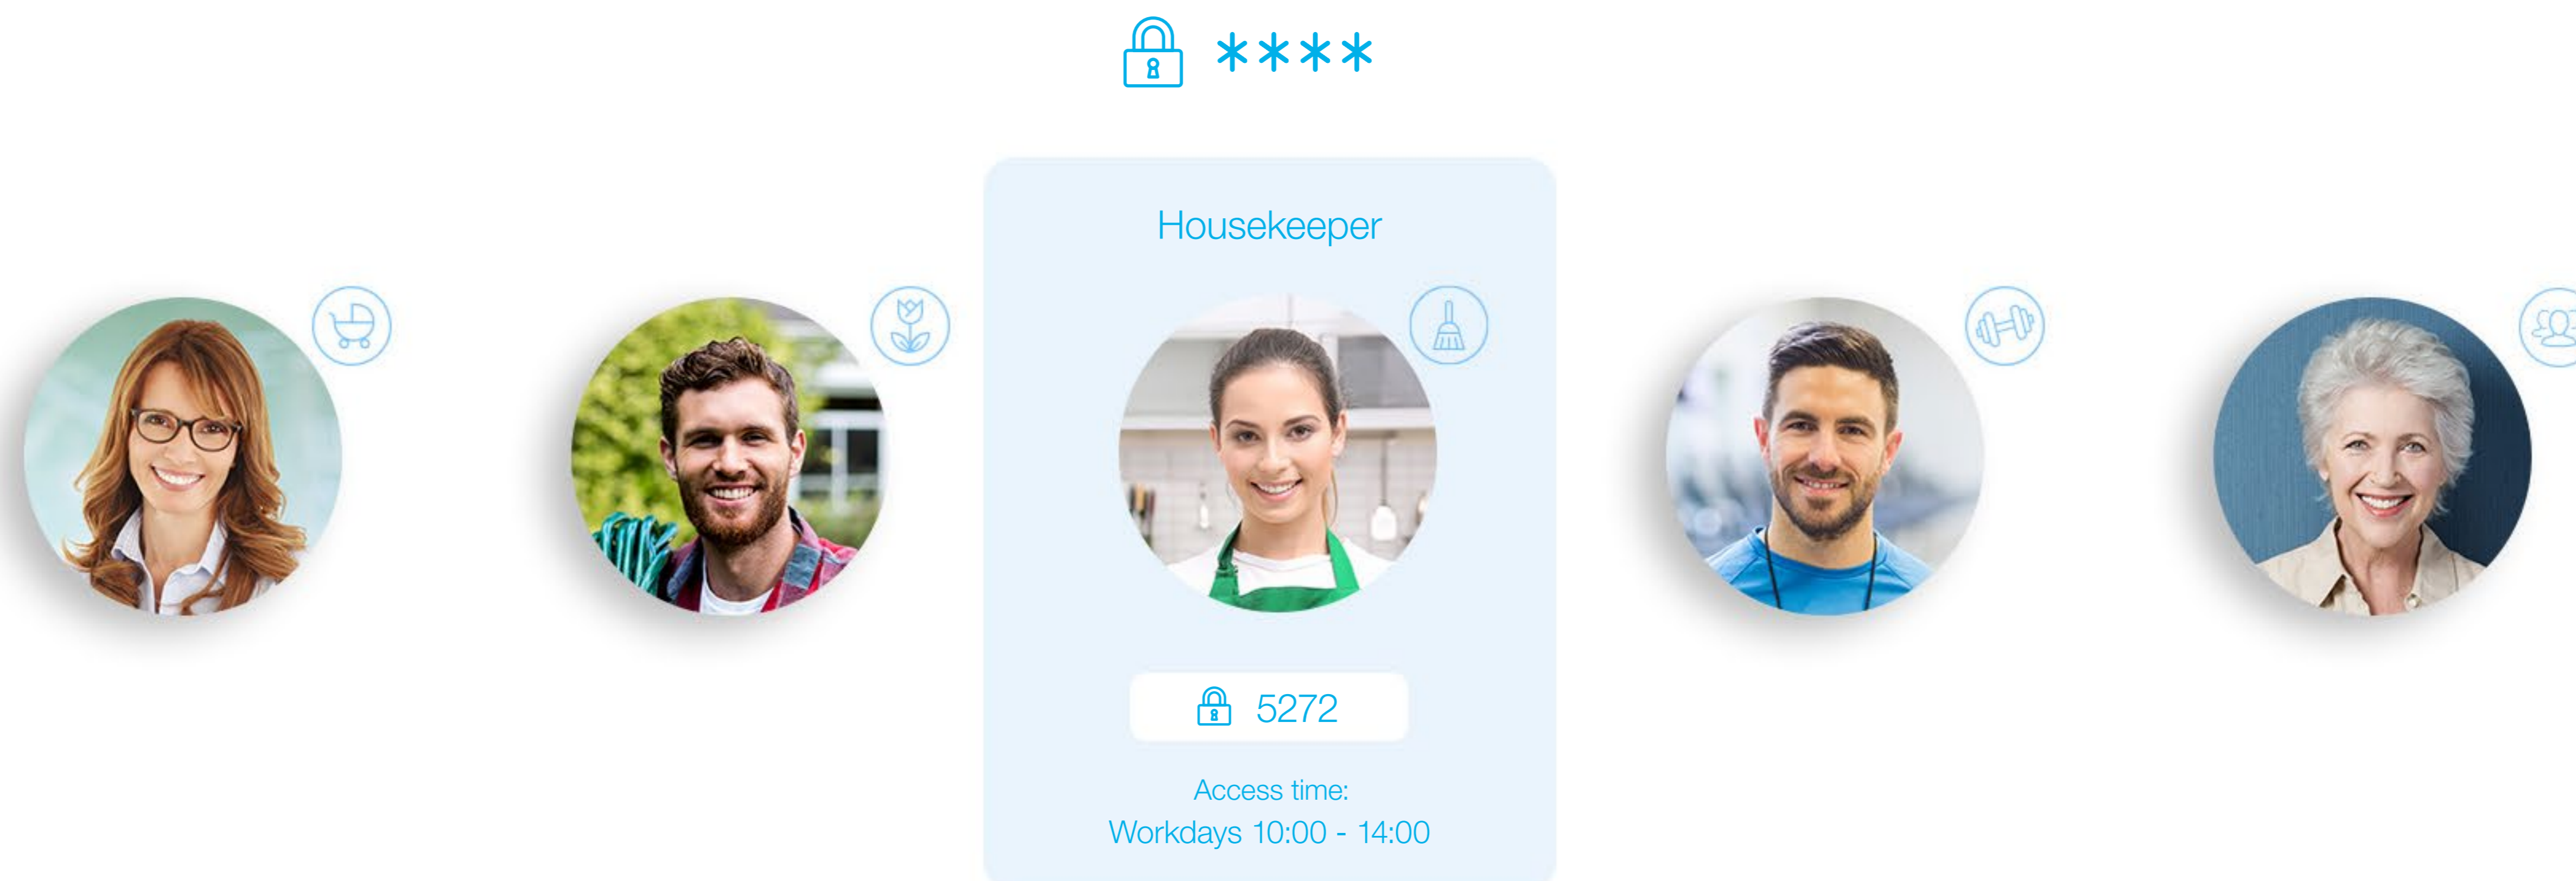 ****
Housekeeper
5272
Access time:
Workdays 10:00 - 14:00